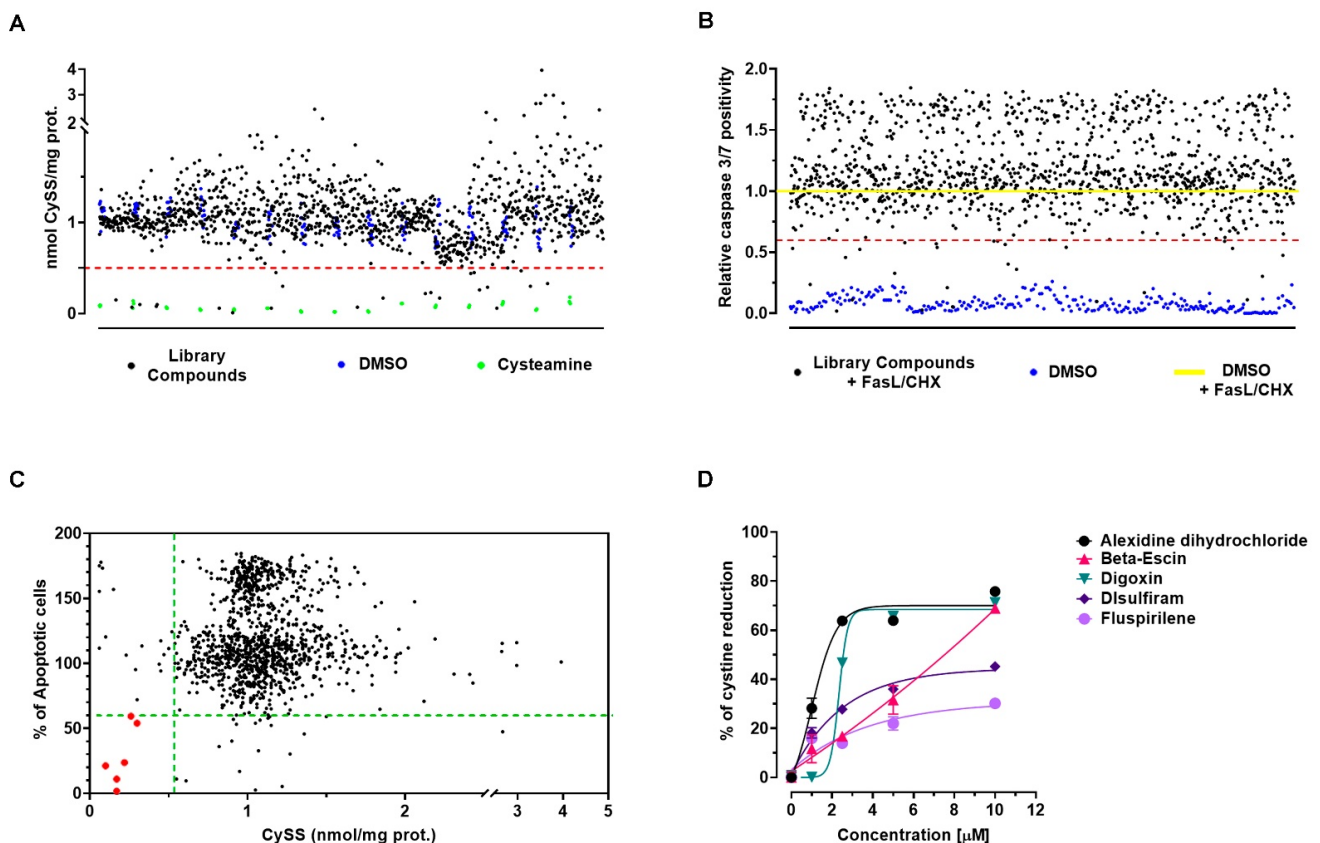 A
nmol CySS/mg prot.
4
3
2
1
0
Library
Compounds
DMSO
Cysteamine
B
Relative caspase 3/7 positivity
2.0
1.5
1.0
0.5
0.0
Library Compounds
+ FasL/CHX
DMSO
DMSO
+ FasL/CHX
C
% of Apoptotic cells
200
150
100
50
0
0 1 2 3 4 5
CySS (nmol/mg prot.)
D
% of cystine reduction
100
80
60
40
20
0
0 2 4 6 8 10 12
Concentration [µM]
Alexidine dihydrochloride
Beta-Escin
Digoxin
DIsulfiram
Fluspirilene